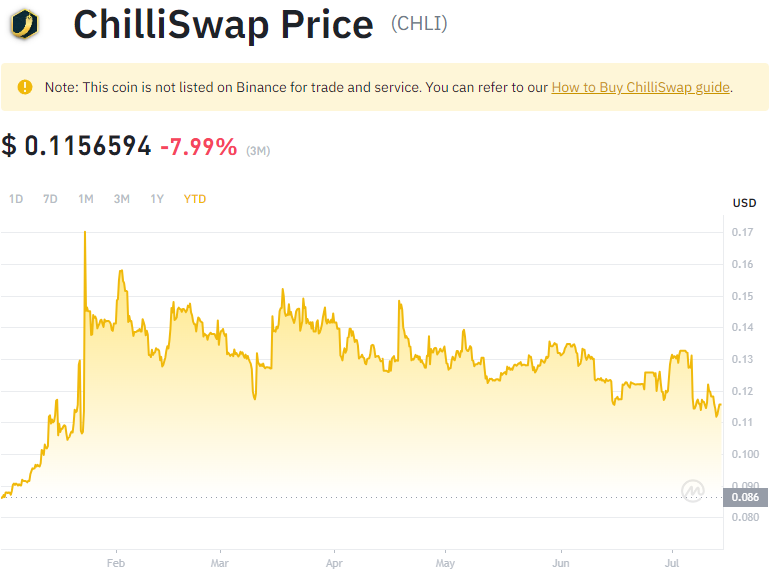 ChilliSwap Price (CHLI)
Note: This coin is not listed on Binance for trade and service. You can refer to our How to Buy ChilliSwap guide.
$ 0.1156594 -7.99% (3M)
1D 7D 1M 3M 1Y YTD
USD
0.17
0.16
0.15
0.14
0.13
0.12
0.11
0.100
0.090
0.086
0.080
Feb Mar Apr May Jun Jul